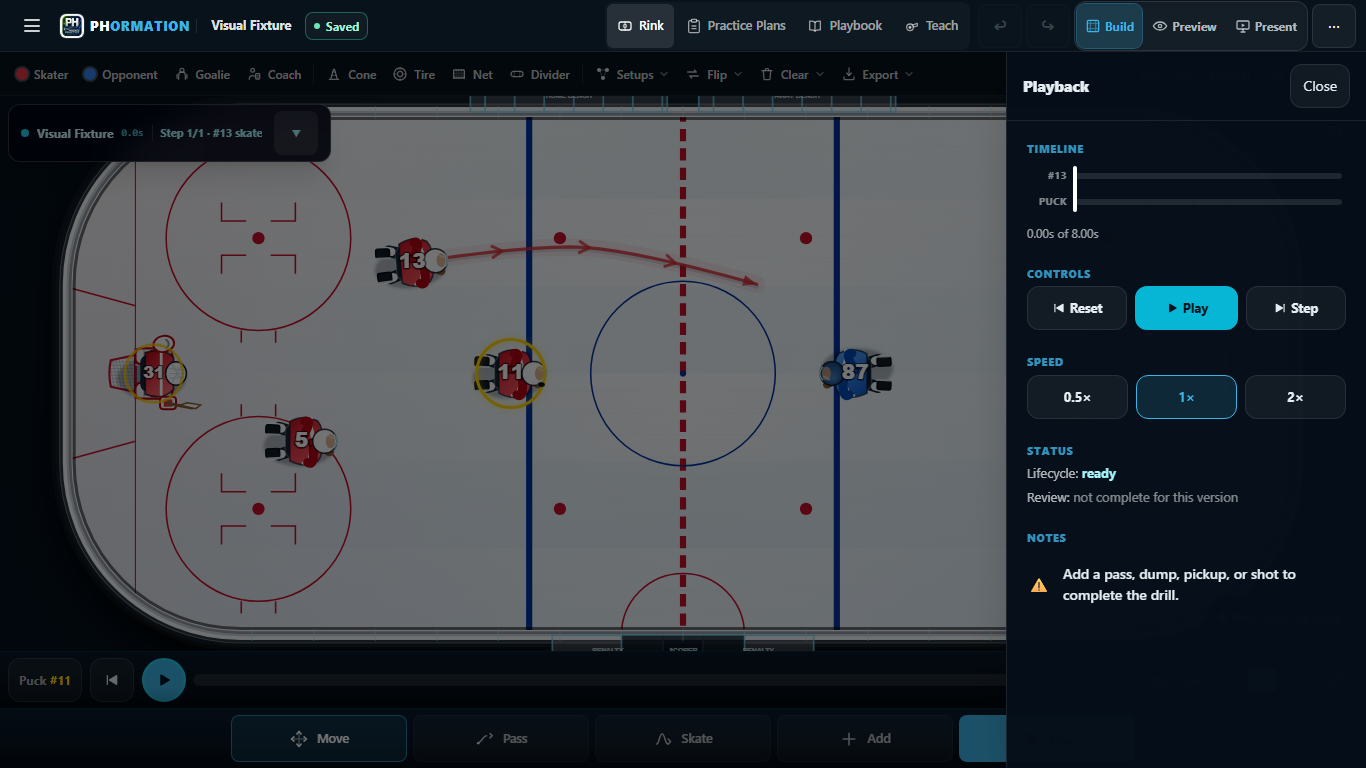 PH PHORMATION Visual Fixture Saved Rink Practice Plans Playbook Teach Build Preview Present ...
Skater Opponent Goalie Coach Cone Tire Net Divider Setups Flip Clear Export
Playback Close
Visual Fixture 0.0s Step 1/1 · #13 skate
TIMELINE
#13
PUCK
0.00s of 8.00s
CONTROLS
Reset Play Step
SPEED
0.5× 1× 2×
STATUS
Lifecycle: ready
Review: not complete for this version
NOTES
Add a pass, dump, pickup, or shot to
complete the drill.
13
31
11
87
5
PENALTY SCORER PENALTY
Puck #11
Move Pass Skate Add